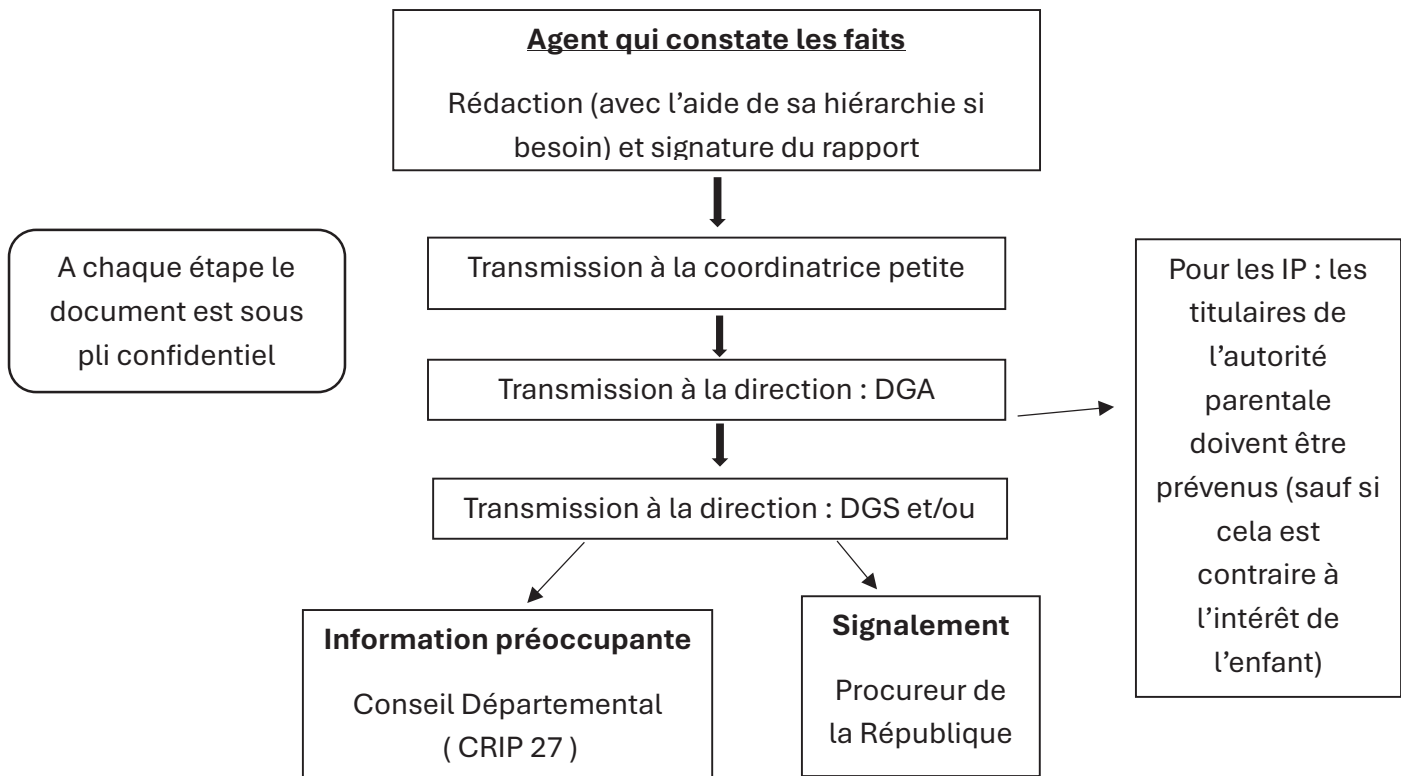 Agent qui constate les faits
Rédaction (avec l’aide de sa hiérarchie si
besoin) et signature du rapport
A chaque étape le
document est sous
pli confidentiel
Transmission à la coordinatrice petite
Transmission à la direction : DGA
Transmission à la direction : DGS et/ou
Pour les IP : les
titulaires de
l’autorité
parentale
doivent être
prévenus (sauf si
cela est
contraire à
l’intérêt de
l’enfant)
Information préoccupante
Conseil Départemental
( CRIP 27 )
Signalement
Procureur de
la République